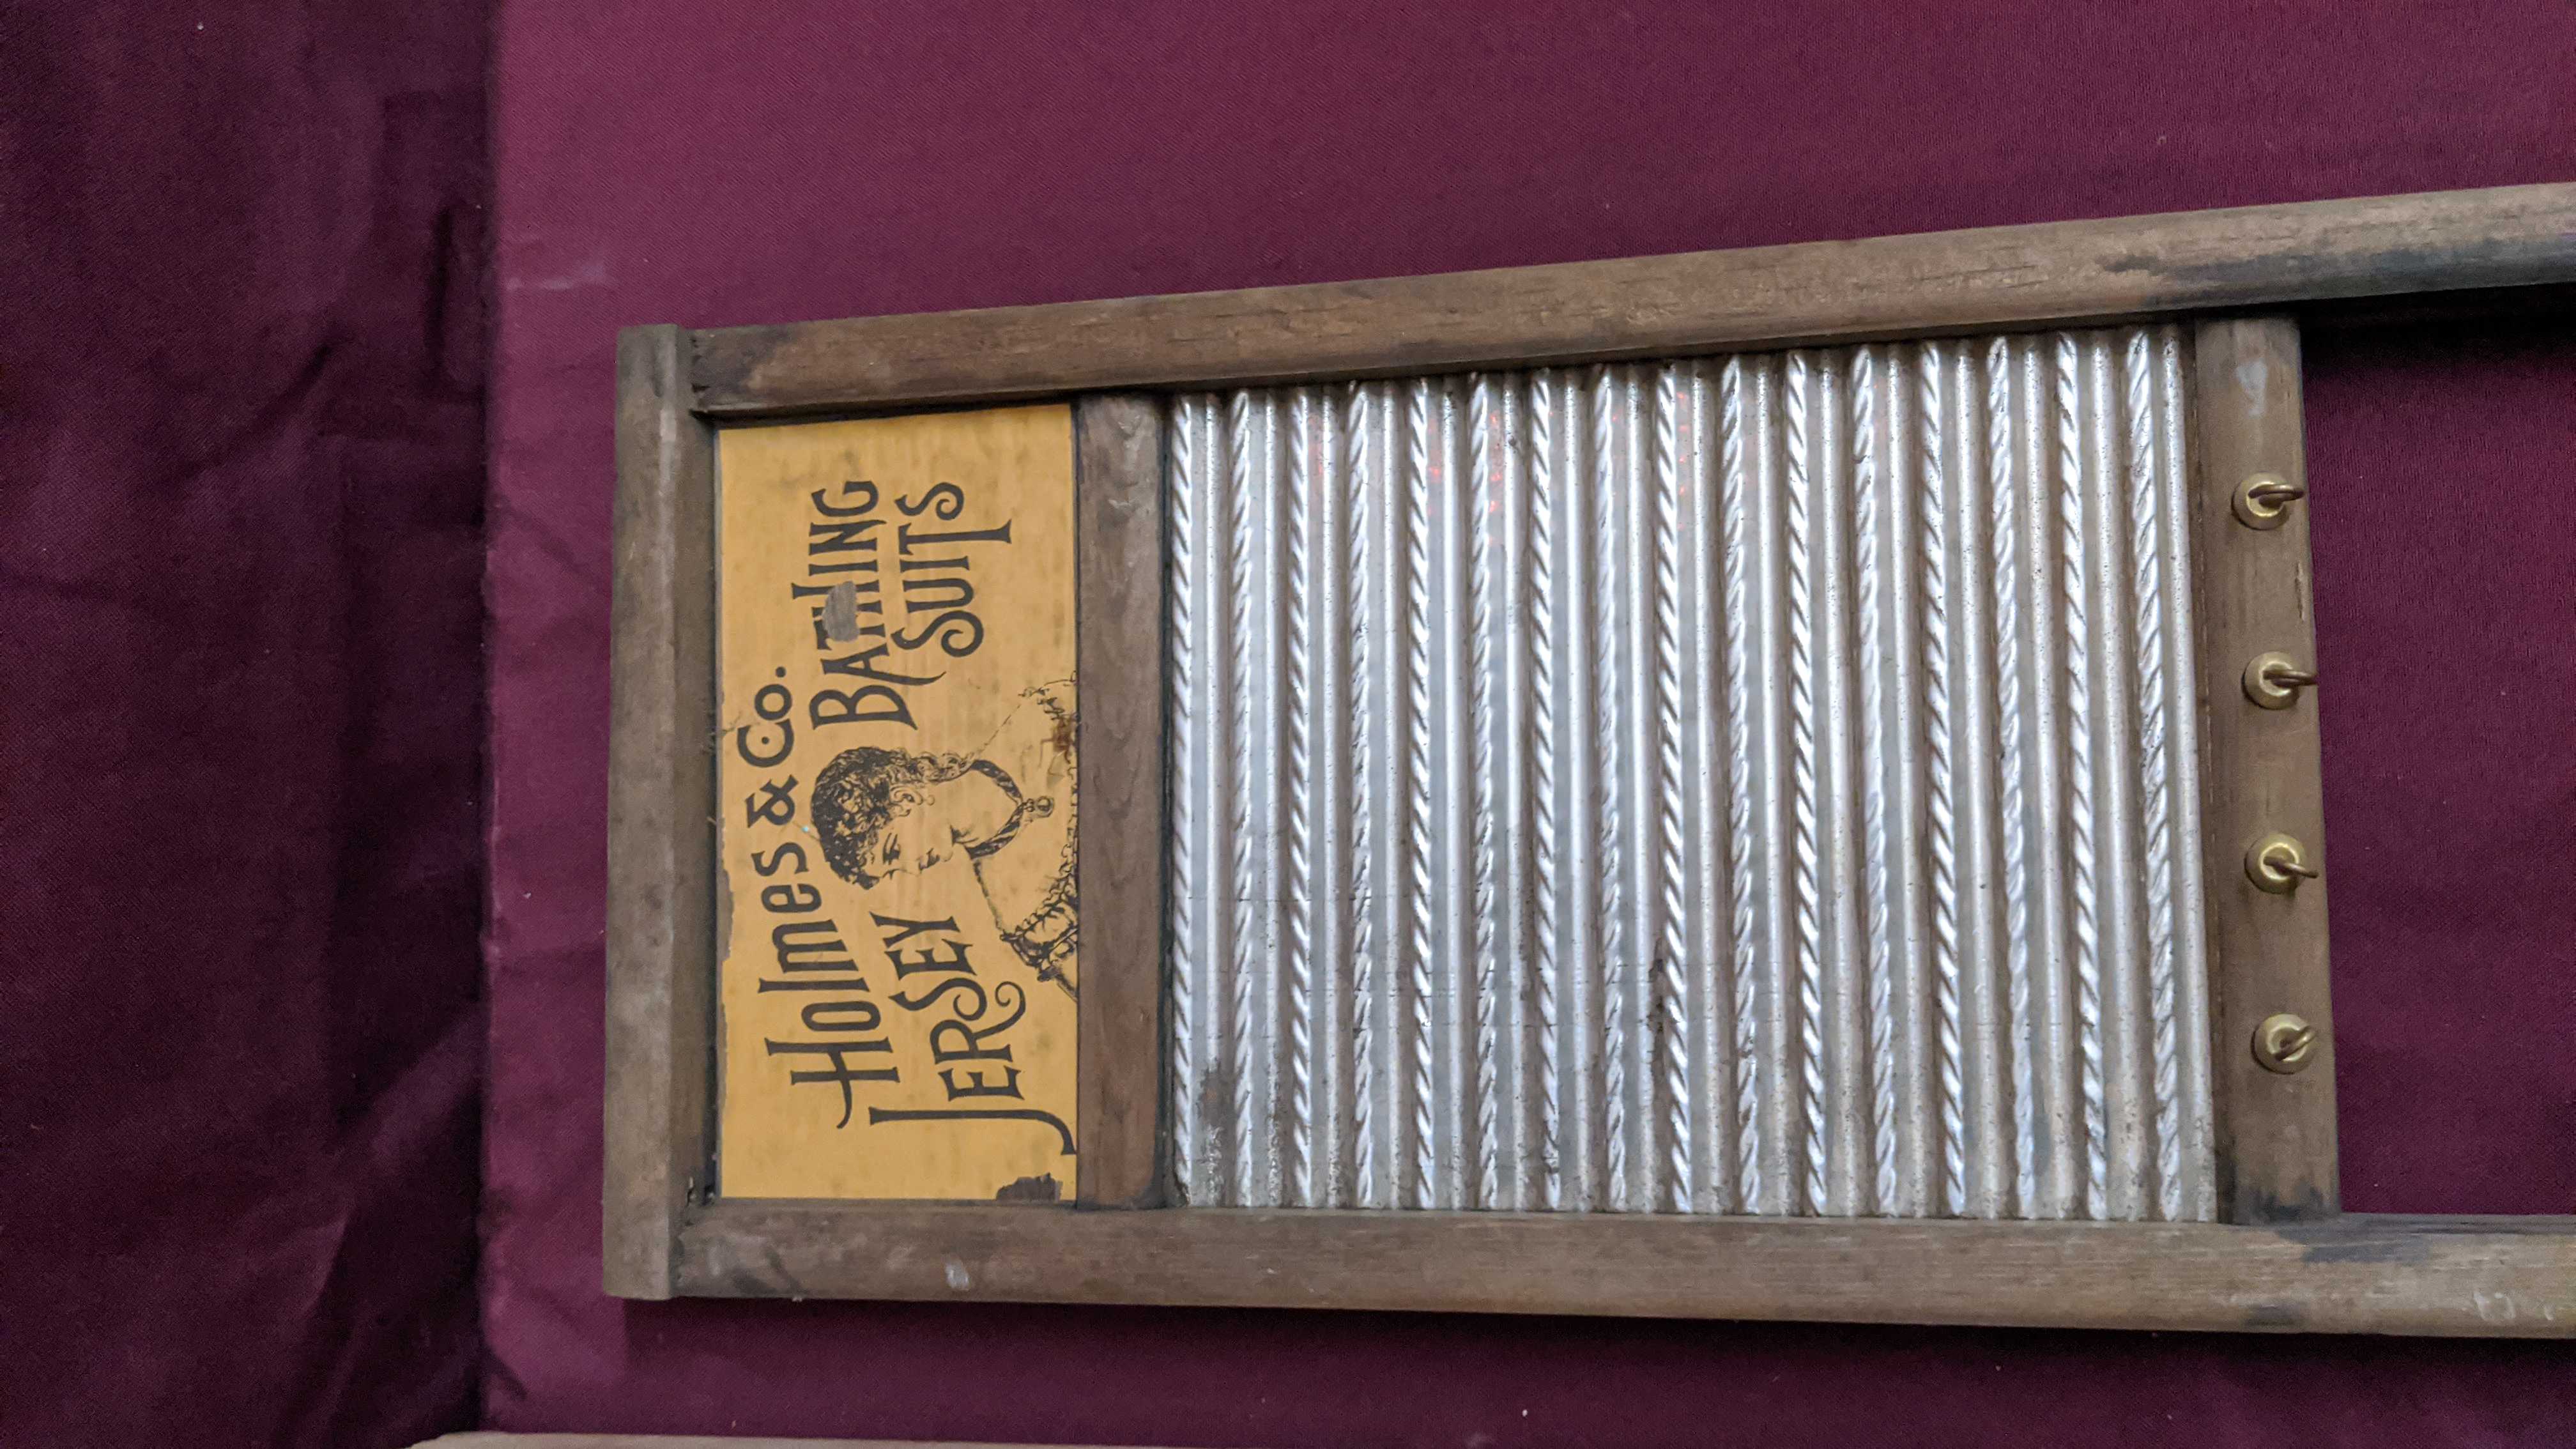 Holmes & Co.
JERSEY BATHING
SUITS